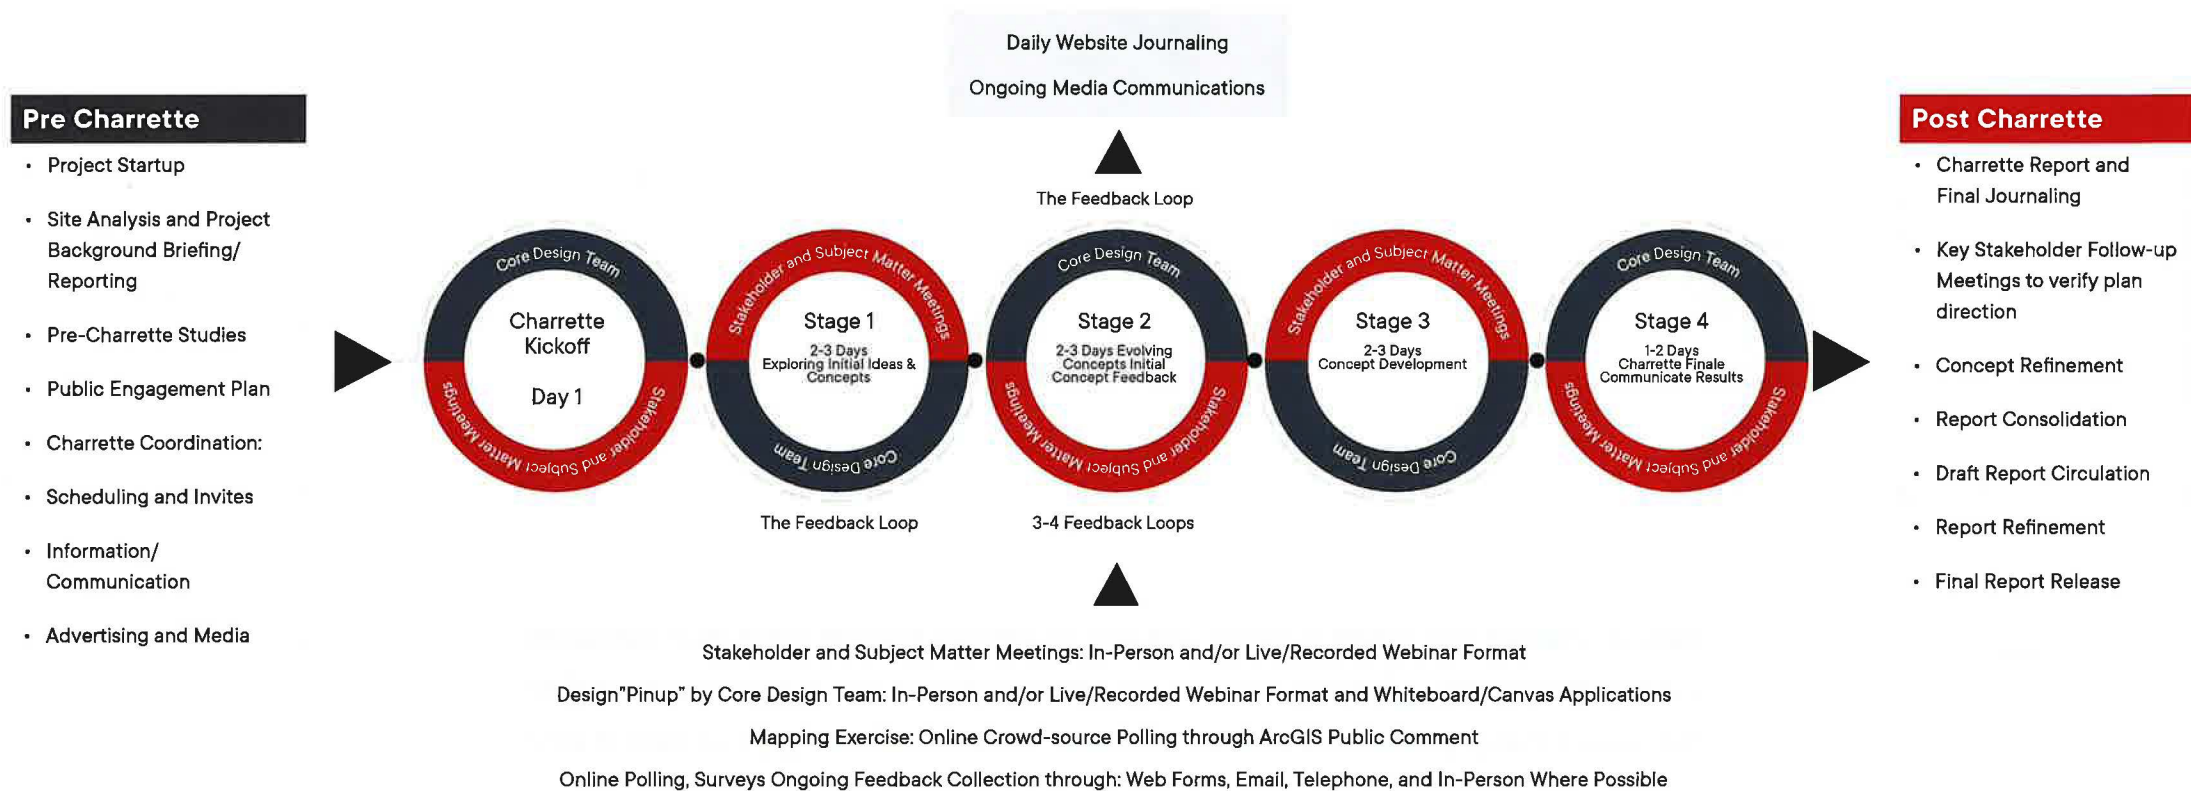 Daily Website Journaling
Ongoing Media Communications
Pre Charrette
• Project Startup
• Site Analysis and Project
Background Briefing/
Reporting
• Pre-Charrette Studies
• Public Engagement Plan
• Charrette Coordination:
• Scheduling and Invites
• Information/
Communication
• Advertising and Media
The Feedback Loop
Core Design Team
Charrette
Kickoff
Day 1
Stakeholder and Subject Matter Meetings
Stakeholder and Subject Matter Meetings
Stage 1
2-3 Days
Exploring Initial Ideas &
Concepts
Core Design Team
The Feedback Loop
Core Design Team
Stage 2
2-3 Days Evolving
Concepts Initial
Concept Feedback
Stakeholder and Subject Matter Meetings
3-4 Feedback Loops
Stakeholder and Subject Matter Meetings
Stage 3
2-3 Days
Concept Development
Core Design Team
Core Design Team
Stage 4
1-2 Days
Charrette Finale
Communicate Results
Stakeholder and Subject Matter Meetings
Stakeholder and Subject Matter Meetings: In-Person and/or Live/Recorded Webinar Format
Design"Pinup" by Core Design Team: In-Person and/or Live/Recorded Webinar Format and Whiteboard/Canvas Applications
Mapping Exercise: Online Crowd-source Polling through ArcGIS Public Comment
Online Polling, Surveys Ongoing Feedback Collection through: Web Forms, Email, Telephone, and In-Person Where Possible
Post Charrette
• Charrette Report and
Final Journaling
• Key Stakeholder Follow-up
Meetings to verify plan
direction
• Concept Refinement
• Report Consolidation
• Draft Report Circulation
• Report Refinement
• Final Report Release